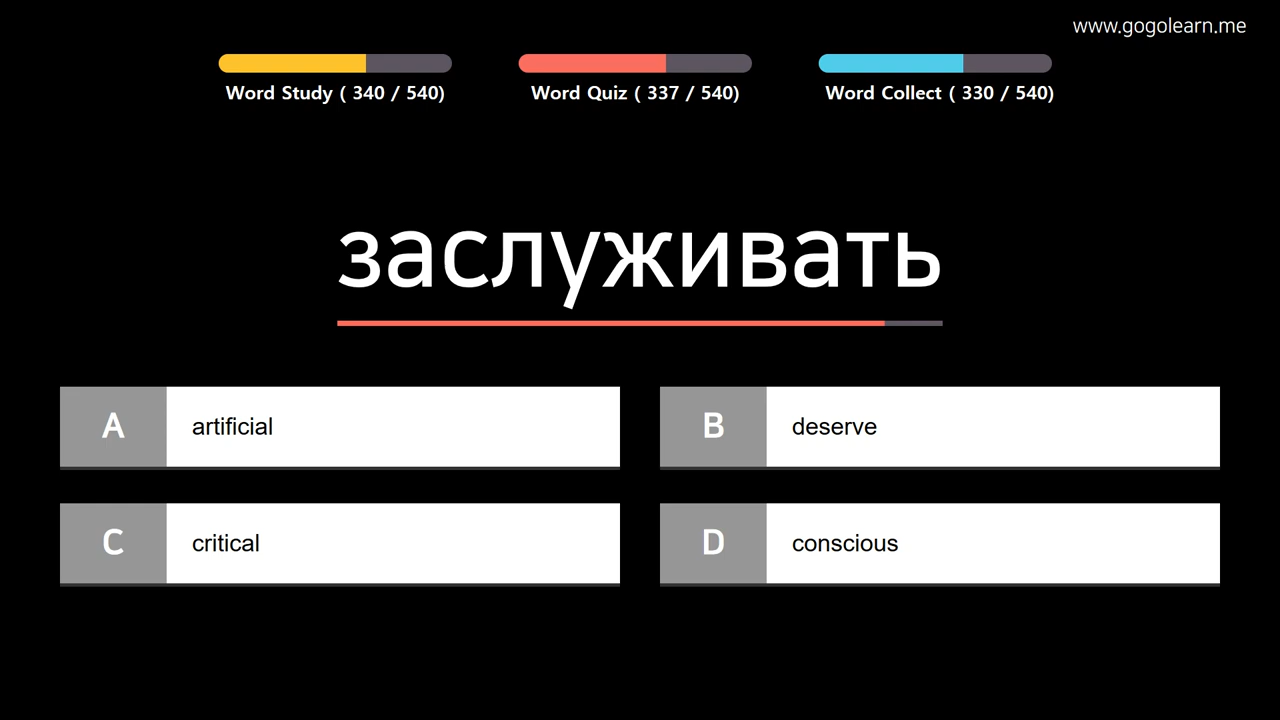 www.gogolearn.me
Word Study ( 340 / 540)
Word Quiz ( 337 / 540)
Word Collect ( 330 / 540)
заслуживать
A artificial
B deserve
C critical
D conscious